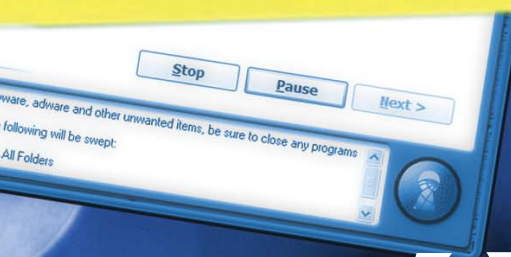 Stop
Pause
Next >
adware and other unwanted items, be sure to close any programs
following will be swept:
All Folders